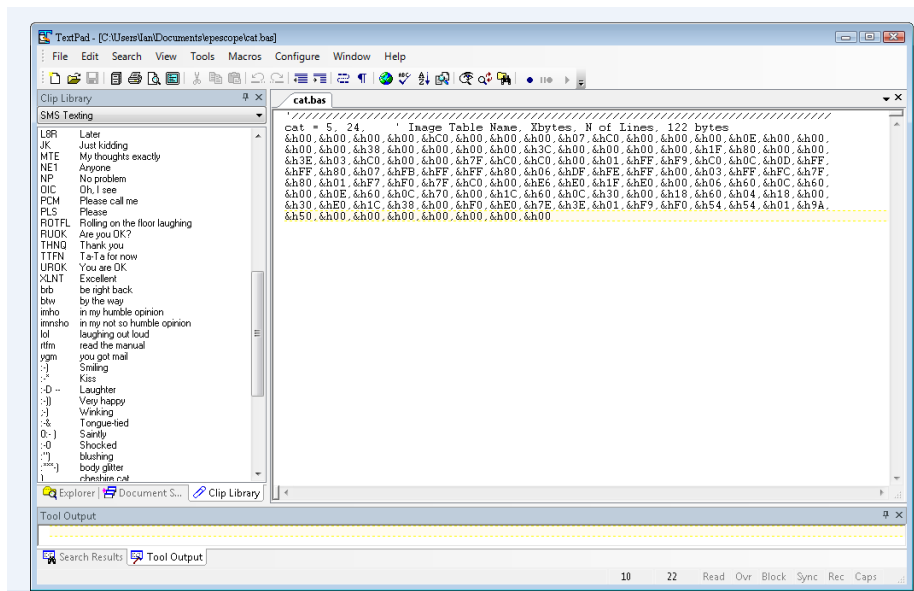 TextPad - [C:\Users\Ian\Documents\epescope\cat.bas]
File Edit Search View Tools Macros Configure Window Help
Clip Library
SMS Texting
L8R Later
JK Just kidding
MTE My thoughts exactly
NE1 Anyone
NP No problem
OIC Oh, I see
PCM Please call me
PLS Please
ROTFL Rolling on the floor laughing
RUOK Are you OK?
THNQ Thank you
TTFN Ta-Ta for now
UROK You are OK
XLNT Excellent
brb be right back
btw by the way
imho in my humble opinion
imnsho in my not so humble opinion
lol laughing out loud
rtfm read the manual
ygm you got mail
:-) Smiling
:-* Kiss
:-D -- Laughter
:-)) Very happy
;-) Winking
:-& Tongue-tied
0:- ) Saintly
:-0 Shocked
:'') blushing
:***:) body glitter
cheshire cat
Explorer Document S... Clip Library
cat.bas
'///////////////////////////////////////////////////////////////////////
cat = 5, 24, ' Image Table Name, Xbytes, N of Lines, 122 bytes
&h00,&h00,&h00,&h00,&hC0,&h00,&h00,&h00,&h07,&hC0,&h00,&h00,&h00,&h0E,&h00,&h00,
&h00,&h00,&h38,&h00,&h00,&h00,&h00,&h3C,&h00,&h00,&h00,&h00,&h1F,&h80,&h00,&h00,
&h3E,&h03,&hC0,&h00,&h00,&h7F,&hC0,&hC0,&h00,&h01,&hFF,&hF9,&hC0,&h0C,&h0D,&hFF,
&hFF,&h80,&h07,&hFB,&hFF,&hFF,&h80,&h06,&hDF,&hFE,&hFF,&h00,&h03,&hFF,&hFC,&h7F,
&h80,&h01,&hF7,&hF0,&h7F,&hC0,&h00,&hE6,&hE0,&h1F,&hE0,&h00,&h06,&h60,&h0C,&h60,
&h00,&h0E,&h60,&h0C,&h70,&h00,&h1C,&h60,&h0C,&h30,&h00,&h18,&h60,&h04,&h18,&h00,
&h30,&hE0,&h1C,&h38,&h00,&hF0,&hE0,&h7E,&h3E,&h01,&hF9,&hF0,&h54,&h54,&h01,&h9A,
&h50,&h00,&h00,&h00,&h00,&h00,&h00,&h00
Tool Output
Search Results Tool Output
10 22 Read Ovr Block Sync Rec Caps